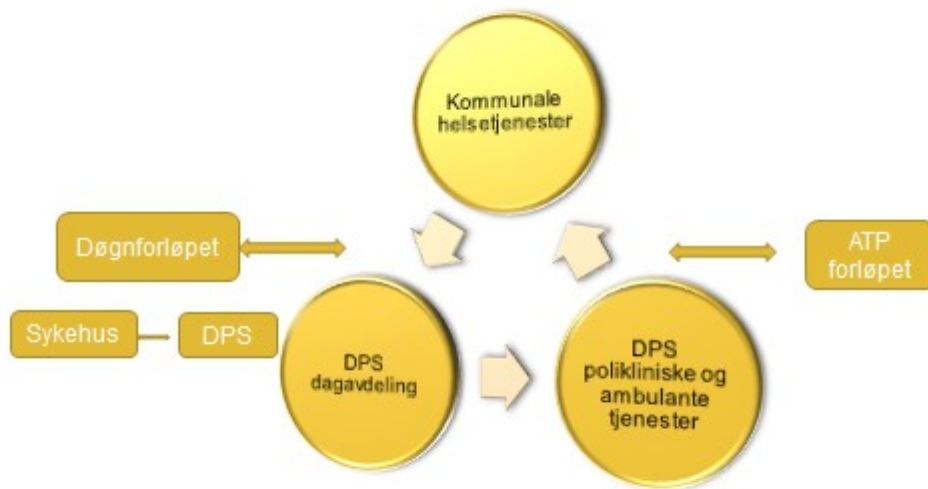 Kommunale
helsetjenester
Døgnforløpet
ATP
forløpet
Sykehus
DPS
DPS
dagavdeling
DPS
polikliniske og
ambulante
tjenester